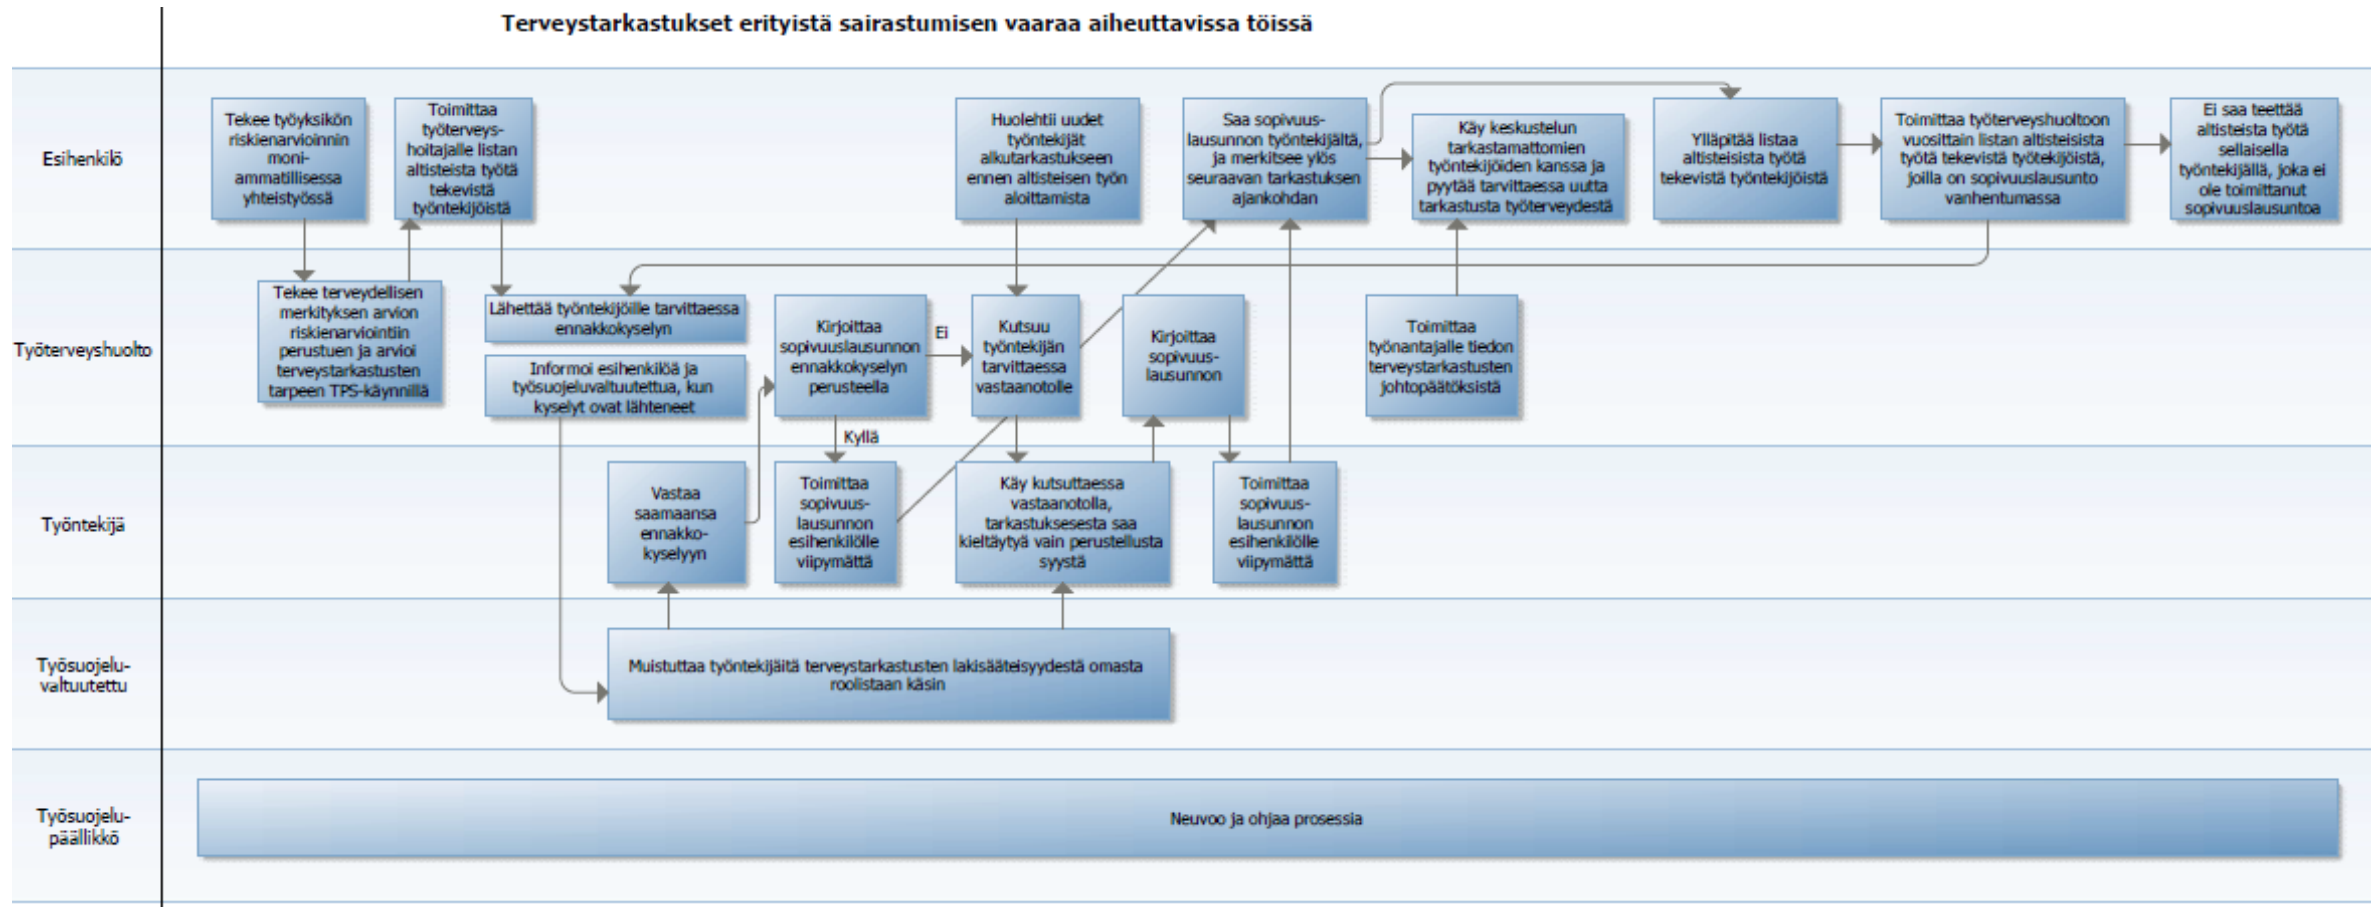 Terveystarkastukset erityistä sairastumisen vaaraa aiheuttavissa töissä
Esihenkilö
Tekee työyksikön
riskienarvioinnin
moni-
ammatillisessa
yhteistyössä
Toimittaa
työterveys-
hoitajalle listan
altisteista työtä
tekevistä
työntekijöistä
Huolehtii uudet
työntekijät
alkutarkastukseen
ennen altisteisen työn
aloittamista
Saa sopivuus-
lausunnon työntekijältä,
ja merkitsee ylös
seuraavan tarkastuksen
ajankohdan
Käy keskustelun
tarkastamattomien
työntekijöiden kanssa ja
pyytää tarvittaessa uutta
tarkastusta työterveydestä
Ylläpitää listaa
altisteisista työtä
tekevistä työntekijöistä
Toimittaa työterveyshuoltoon
vuosittain listan altisteisista
työtä tekevistä työtekijöistä,
joilla on sopivuuslausunto
vanhentumassa
Ei saa teettää
altisteista työtä
sellaisella
työntekijällä, joka ei
ole toimittanut
sopivuuslausuntoa
Työterveyshuolto
Tekee terveydellisen
merkityksen arvion
riskienarviointiin
perustuen ja arvioi
terveystarkastusten
tarpeen TPS-käynnillä
Lähettää työntekijöille tarvittaessa
ennakkokyselyn
Informoi esihenkilöä ja
työsuojeluvaltuutettua, kun
kyselyt ovat lähteneet
Kirjoittaa
sopivuuslausunnon
ennakkokyselyn
perusteella
Ei
Kyllä
Kutsuu
työntekijän
tarvittaessa
vastaanotolle
Kirjoittaa
sopivuus-
lausunnon
Toimittaa
työnantajalle tiedon
terveystarkastusten
johtopäätöksistä
Työntekijä
Vastaa
saamaansa
ennakko-
kyselyyn
Toimittaa
sopivuus-
lausunnon
esihenkilölle
viipymättä
Käy kutsuttaessa
vastaanotolla,
tarkastuksesesta saa
kieltäytyä vain perustellusta
syystä
Toimittaa
sopivuus-
lausunnon
esihenkilölle
viipymättä
Työsuojelu-
valtuutettu
Muistuttaa työntekijäitä terveystarkastusten lakisääteisyydestä omasta
roolistaan käsin
Työsuojelu-
päällikkö
Neuvoo ja ohjaa prosessia